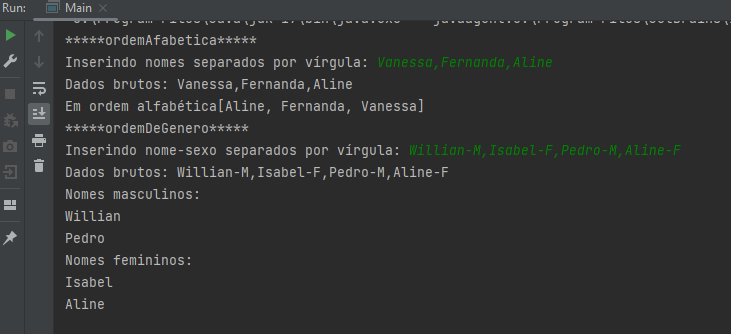 Run: Main
*****ordemAfabetica*****
Inserindo nomes separados por virgula: Vanessa,Fernanda,Aline
Dados brutos: Vanessa,Fernanda,Aline
Em ordem alfabética[Aline, Fernanda, Vanessa]
*****ordemDeGenero*****
Inserindo nome-sexo separados por virgula: Willian-M,Isabel-F,Pedro-M,Aline-F
Dados brutos: Willian-M,Isabel-F,Pedro-M,Aline-F
Nomes masculinos:
Willian
Pedro
Nomes femininos:
Isabel
Aline